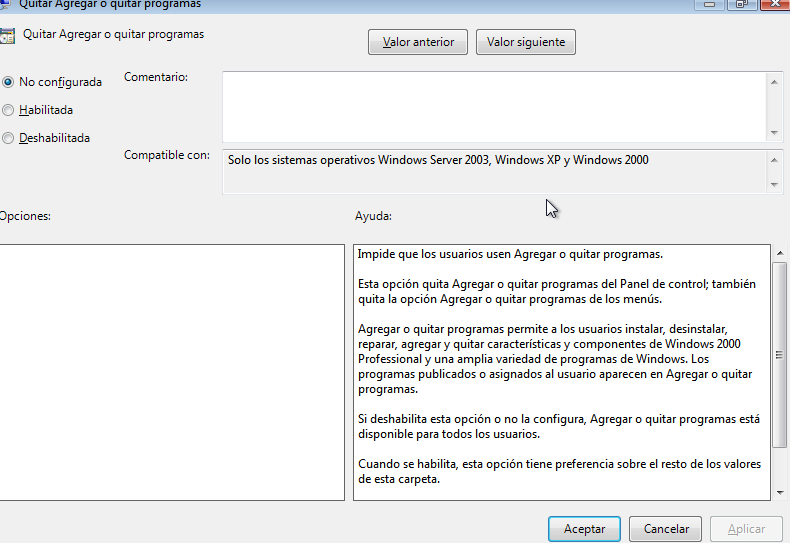 Quitar Agregar o quitar programas
Quitar Agregar o quitar programas
Valor anterior
Valor siguiente
No configurada
Habilitada
Deshabilitada
Comentario:
Compatible con:
Solo los sistemas operativos Windows Server 2003, Windows XP y Windows 2000
Opciones:
Ayuda:
Impide que los usuarios usen Agregar o quitar programas.
Esta opción quita Agregar o quitar programas del Panel de control; también
quita la opción Agregar o quitar programas de los menús.
Agregar o quitar programas permite a los usuarios instalar, desinstalar,
reparar, agregar y quitar características y componentes de Windows 2000
Professional y una amplia variedad de programas de Windows. Los
programas publicados o asignados al usuario aparecen en Agregar o quitar
programas.
Si deshabilita esta opción o no la configura, Agregar o quitar programas está
disponible para todos los usuarios.
Cuando se habilita, esta opción tiene preferencia sobre el resto de los valores
de esta carpeta.
Aceptar
Cancelar
Aplicar